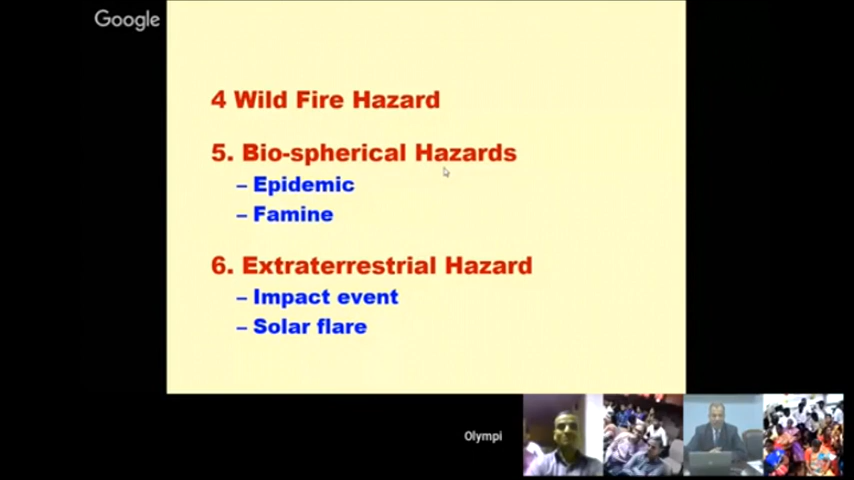 Google
4 Wild Fire Hazard
5. Bio-spherical Hazards
– Epidemic
– Famine
6. Extraterrestrial Hazard
– Impact event
– Solar flare
Olympi